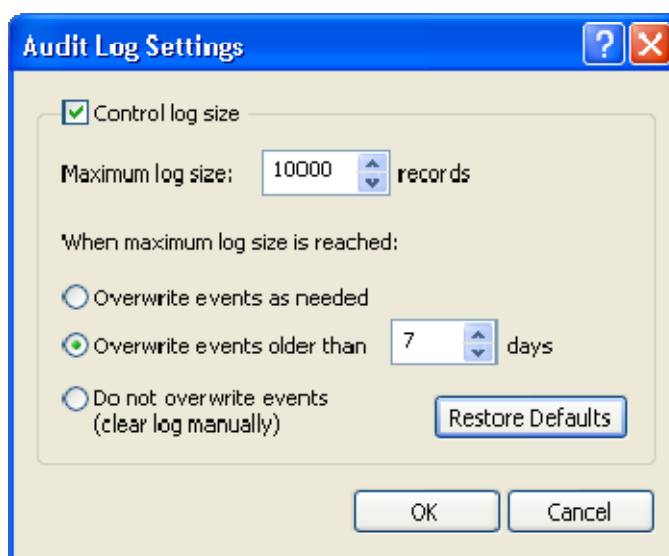 Audit Log Settings
Control log size
Maximum log size: 10000 records
When maximum log size is reached:
Overwrite events as needed
Overwrite events older than 7 days
Do not overwrite events
(clear log manually)
Restore Defaults
OK Cancel